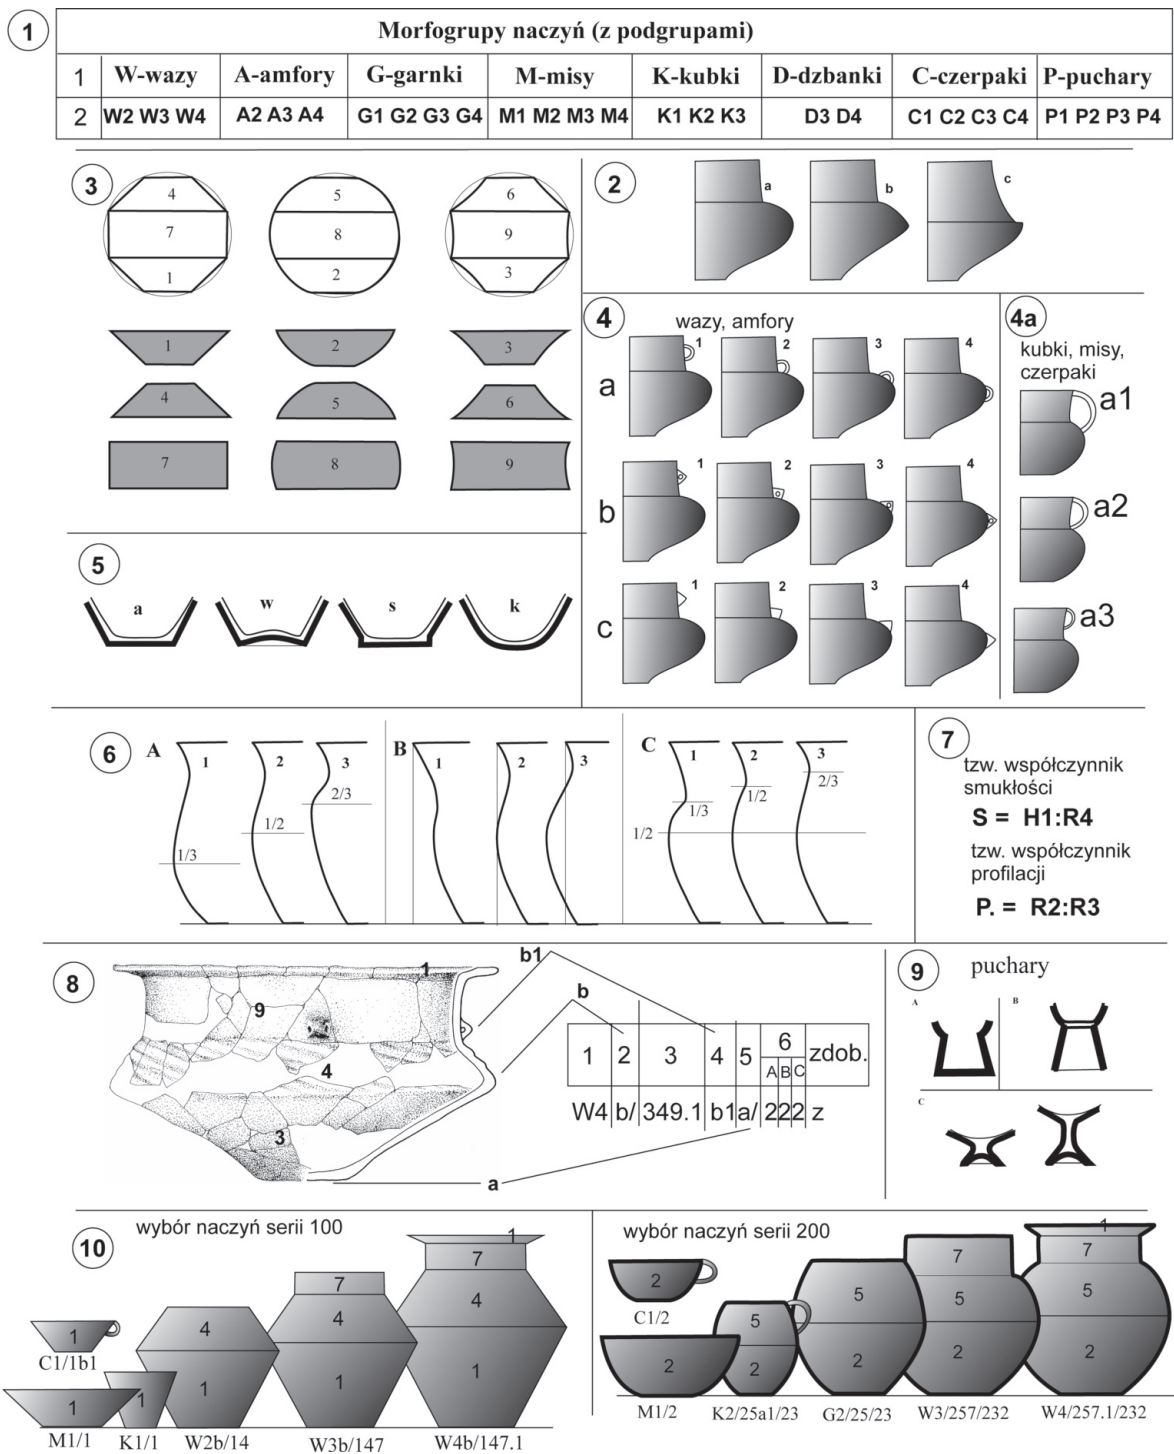 1
Morfogrupy naczyń (z podgrupami)
1 W-wazy A-amfory G-garnki M-misy K-kubki D-dzbanki C-czerpaki P-puchary
2 W2 W3 W4 A2 A3 A4 G1 G2 G3 G4 M1 M2 M3 M4 K1 K2 K3 D3 D4 C1 C2 C3 C4 P1 P2 P3 P4
3
4 5 6
7 8 9
1 2 3
1 2 3
4 5 6
7 8 9
2
a b c
4
wazy, amfory
1 2 3 4
a
1 2 3 4
b
1 2 3 4
c
4a
kubki, misy,
czerpaki
a1
a2
a3
5
a w s k
6
A 1 2 3 B 1 2 3 C 1 2 3
2/3
1/2
1/3
1/3 1/2 2/3
1/2
7
tzw. współczynnik
smukłości
S = H1:R4
tzw. współczynnik
profilacji
P. = R2:R3
8
1
9
4
3
b1
b
a
1 2 3 4 5 6 zdob.
A B C
W4 b/ 349.1 b1 a/ 2 2 2 z
9
puchary
A B
C
10
wybór naczyń serii 100
1
7
7 4
4 4
1 1 1 1
C1/1b1
1 1
M1/1 K1/1 W2b/14 W3b/147 W4b/147.1
wybór naczyń serii 200
1
7 7
2 5 5 5 5
C1/2
2 2 2 2 2
M1/2 K2/25a1/23 G2/25/23 W3/257/232 W4/257.1/232